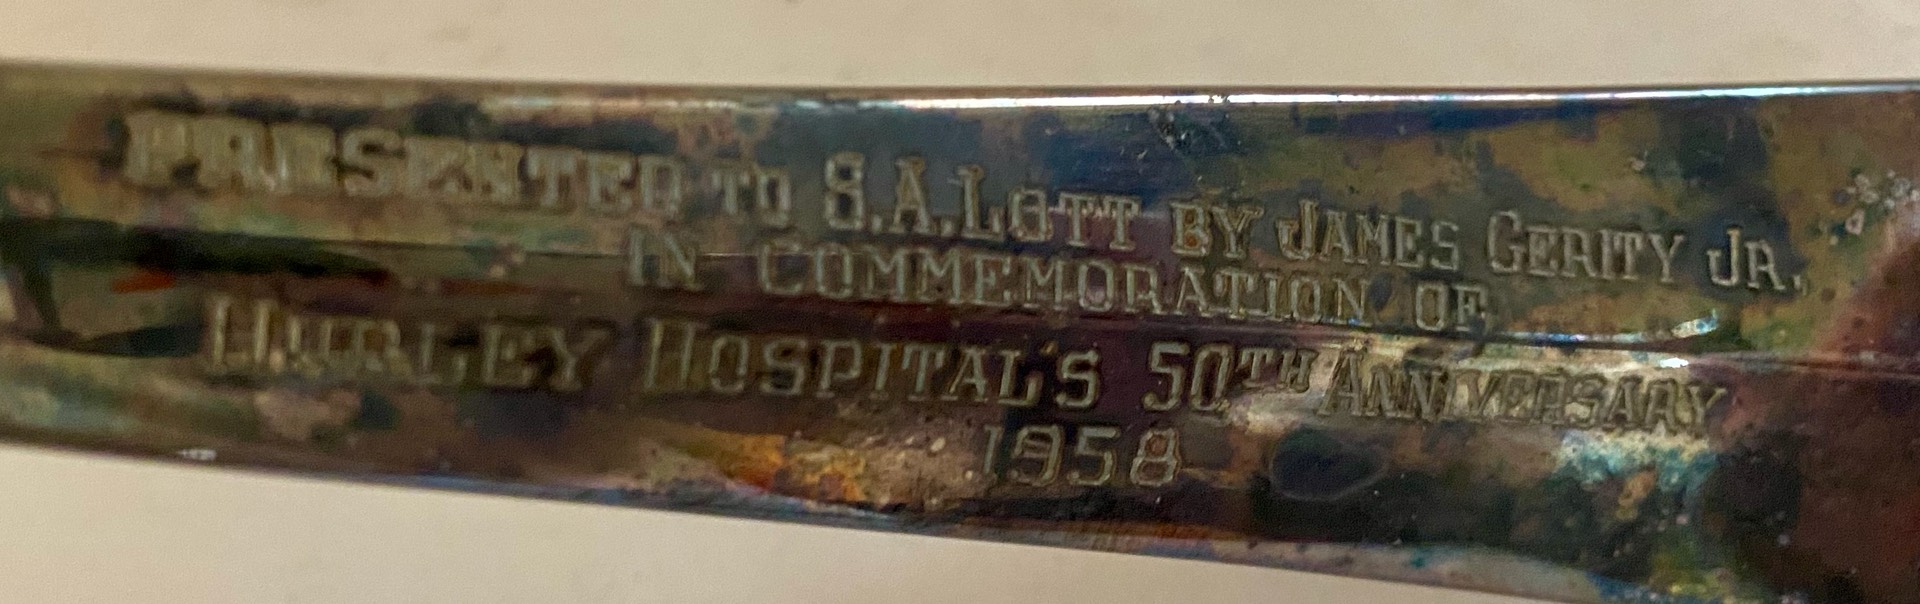 PRESENTED TO S.A.LOTT BY JAMES GERITY JR.
IN COMMEMORATION OF
HURLEY HOSPITAL'S 50TH ANNIVERSARY
1958